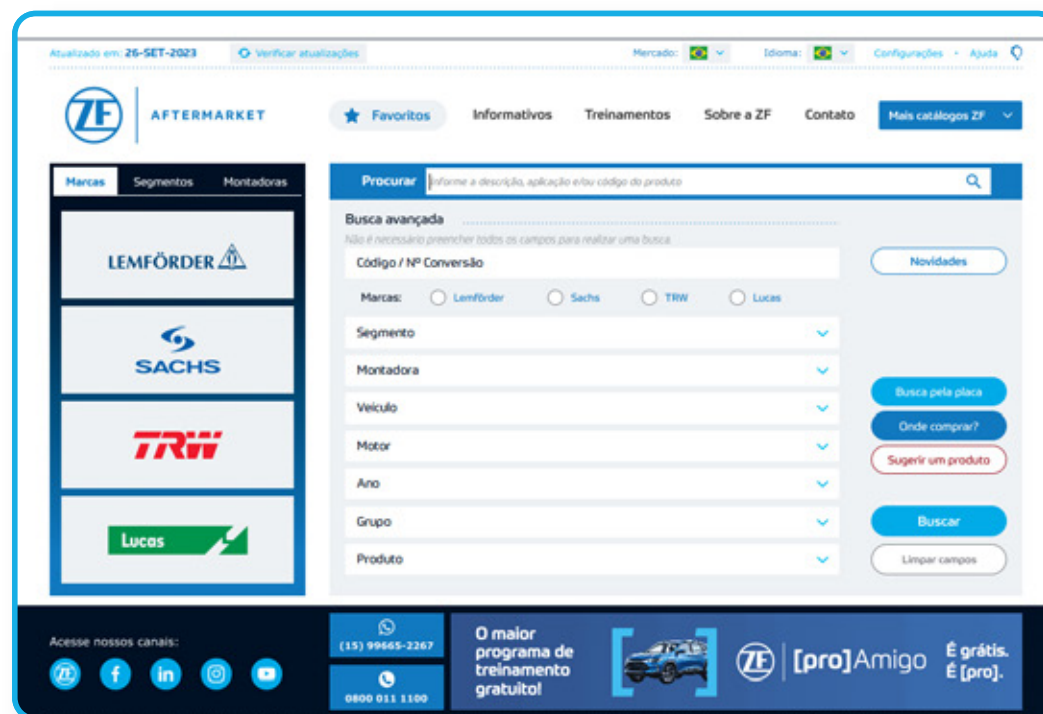 Atualizado em: 26-SET-2023
Verificar atualizações
Mercado:
Idioma:
Configurações - Ajuda
ZF AFTERMARKET
Favoritos
Informativos
Treinamentos
Sobre a ZF
Contato
Mais catálogos ZF
Marcas
Segmentos
Montadoras
LEMFÖRDER
SACHS
TRW
Lucas
Procurar
Informe a descrição, aplicação e/ou código do produto
Busca avançada
Não é necessário preencher todos os campos para realizar uma busca
Código / Nº Conversão
Marcas: Lemförder Sachs TRW Lucas
Segmento
Montadora
Veículo
Motor
Ano
Grupo
Produto
Novidades
Busca pela placa
Onde comprar?
Sugerir um produto
Buscar
Limpar campos
Acesse nossos canais:
ZF
(15) 99665-2267
0800 011 1100
O maior
programa de
treinamento
gratuito!
ZF [pro]Amigo
É grátis.
É [pro].